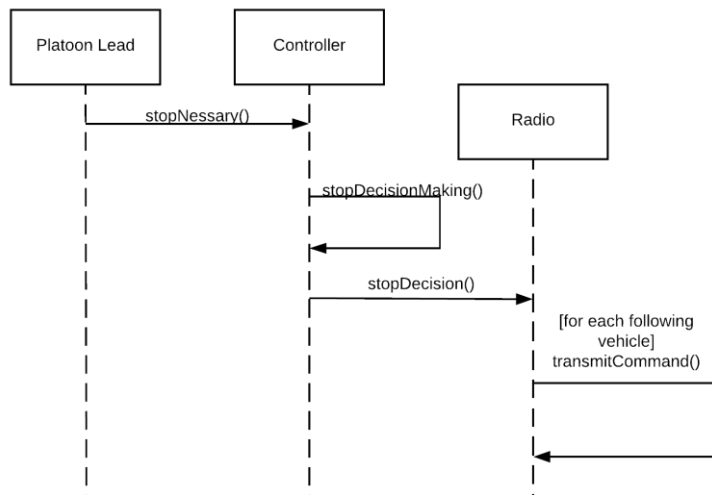 Platoon Lead
Controller
stopNessary()
Radio
stopDecisionMaking()
stopDecision()
[for each following
vehicle]
transmitCommand()